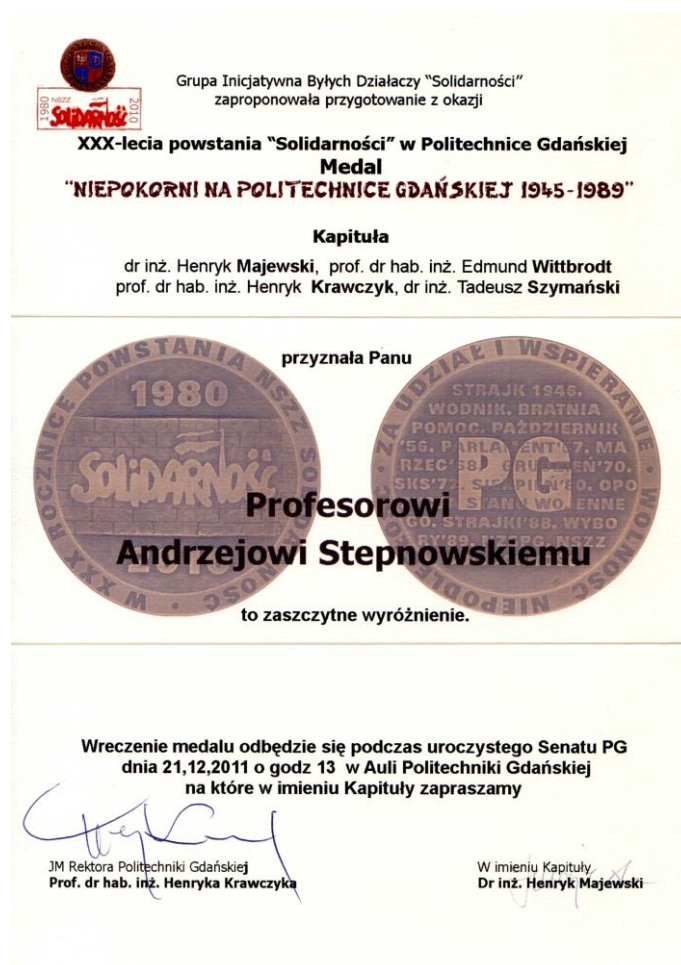 1980 NSZZ SOLIDARNOŚĆ 2010
Grupa Inicjatywna Byłych Działaczy "Solidarności"
zaproponowała przygotowanie z okazji
XXX-lecia powstania "Solidarności" w Politechnice Gdańskiej
Medal
"NIEPOKORNI NA POLITECHNICE GDAŃSKIEJ 1945-1989"
Kapituła
dr inż. Henryk Majewski, prof. dr hab. inż. Edmund Wittbrodt
prof. dr hab. inż. Henryk Krawczyk, dr inż. Tadeusz Szymański
przyznała Panu
W XXX ROCZNICE POWSTANIA NSZZ SOLIDARNOŚĆ
1980
SOLIDARNOŚĆ
2010
ZA UDZIAŁ I WSPIERANIE WOLNOŚĆ NIEPODLEGŁOŚĆ
STRAJK 1946.
WODNIK. BRATNIA
POMOC. PAŹDZIERNIK
'56. PARLAMENT'57. MA
RZEC'68. GRUDZIEŃ'70.
SKS'77. SIERPIEŃ'80. OPO
STANU WOJENNE
GO. STRAJKI'88. WYBO
RY'89. NSZZ
PG
Profesorowi
Andrzejowi Stepnowskiemu
to zaszczytne wyróżnienie.
Wreczenie medalu odbędzie się podczas uroczystego Senatu PG
dnia 21,12,2011 o godz 13 w Auli Politechniki Gdańskiej
na które w imieniu Kapituły zapraszamy
JM Rektora Politechniki Gdańskiej
Prof. dr hab. inż. Henryka Krawczyka
W imieniu Kapituły
Dr inż. Henryk Majewski